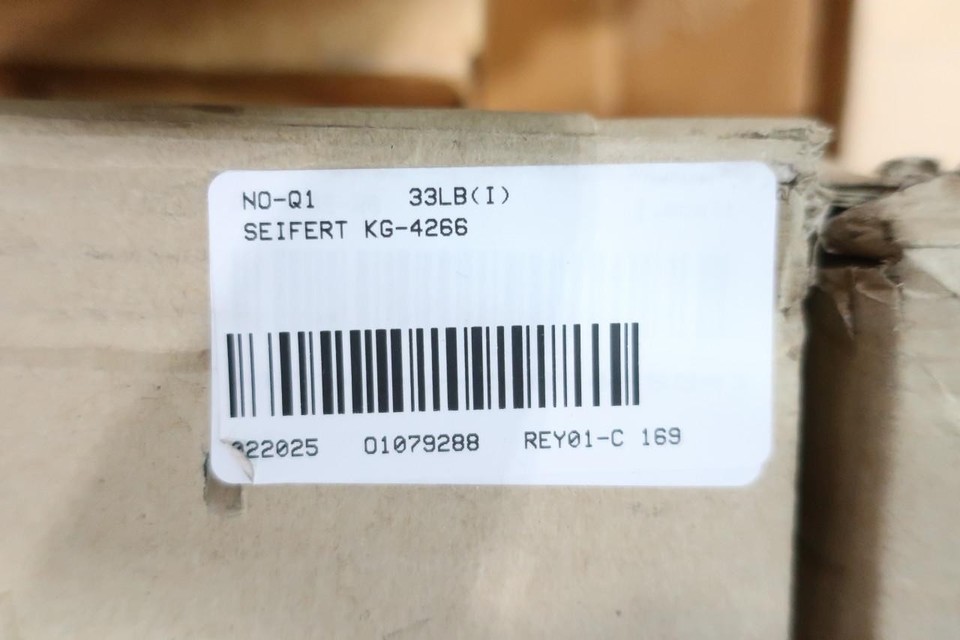 NO-Q1 33LB(I)
SEIFERT KG-4266
022025 01079288 REY01-C 169